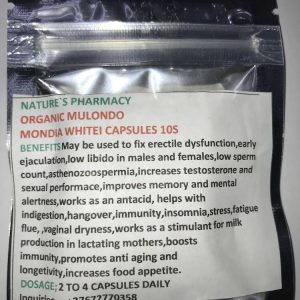 NATURE`S PHARMACY
ORGANIC MULONDO
MONDIA WHITEI CAPSULES 10S
BENEFITS May be used to fix erectile dysfunction,early
ejaculation,low libido in males and females,low sperm
count,asthenozoospermia,increases testosterone and
sexual performace,improves memory and mental
alertness,works as an antacid, helps with
indigestion,hangover,immunity,insomnia,stress,fatigue
flue, ,vaginal dryness,works as a stimulant for milk
production in lactating mothers,boosts
immunity,promotes anti aging and
longetivity,increases food appetite.
DOSAGE; 2 TO 4 CAPSULES DAILY